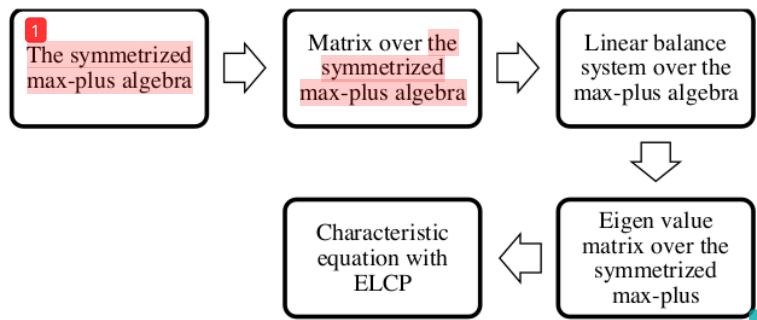 1
The symmetrized
max-plus algebra
Matrix over the
symmetrized
max-plus algebra
Linear balance
system over the
max-plus algebra
Eigen value
matrix over the
symmetrized
max-plus
Characteristic
equation with
ELCP